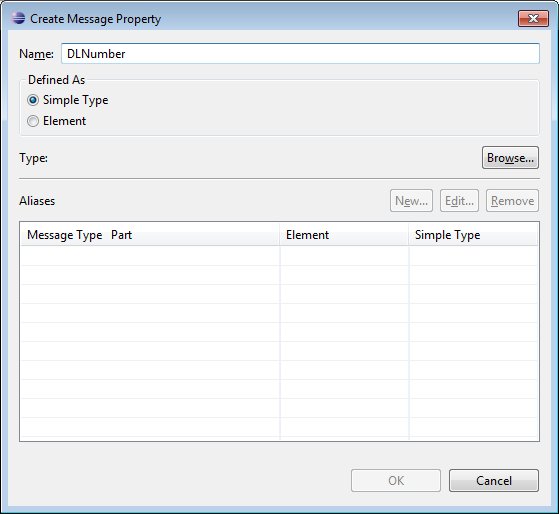 Create Message Property
Name: DLNumber
Defined As
Simple Type
Element
Type: Browse...
Aliases New... Edit... Remove
Message Type Part Element Simple Type
OK Cancel